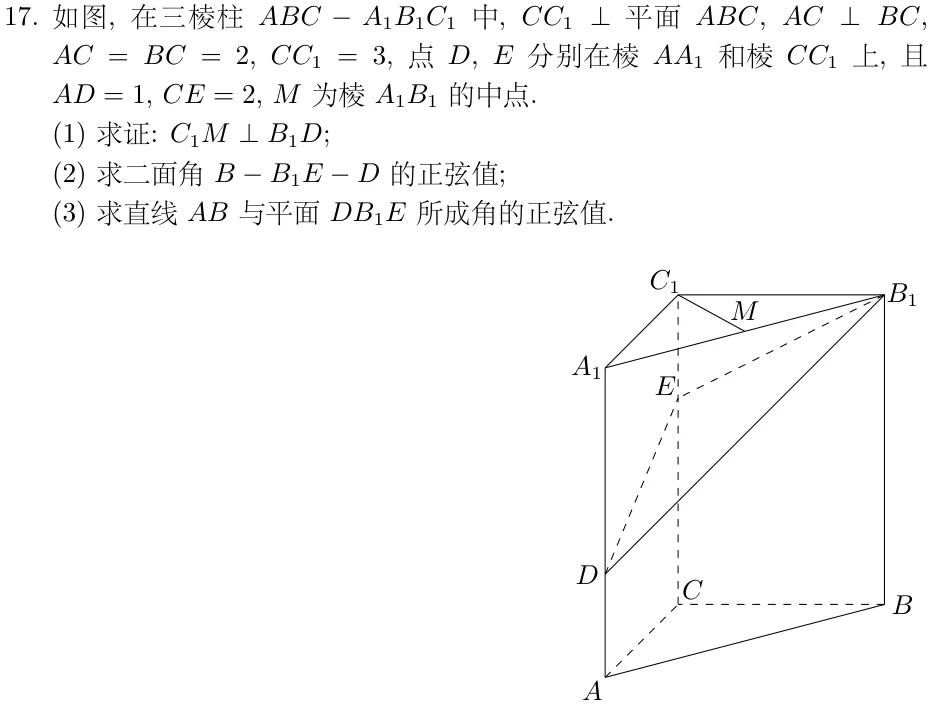 17. 如图, 在三棱柱 ABC − A₁B₁C₁ 中, CC₁ ⊥ 平面 ABC, AC ⊥ BC,
AC = BC = 2, CC₁ = 3, 点 D, E 分别在棱 AA₁ 和棱 CC₁ 上, 且
AD = 1, CE = 2, M 为棱 A₁B₁ 的中点.
(1) 求证: C₁M ⊥ B₁D;
(2) 求二面角 B − B₁E − D 的正弦值;
(3) 求直线 AB 与平面 DB₁E 所成角的正弦值.
C₁
B₁
M
A₁
E
D
C
B
A